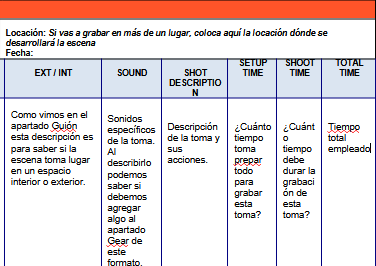 Locación: Si vas a grabar en más de un lugar, coloca aquí la locación dónde se
desarrollará la escena
Fecha:
EXT / INT
SOUND
SHOT
DESCRIPTIO
N
SETUP
TIME
SHOOT
TIME
TOTAL
TIME
Como vimos en el
apartado Guión
esta descripción es
para saber si la
escena toma lugar
en un espacio
interior o exterior.
Sonidos
específicos
de la toma.
Al
describirlo
podemos
saber si
debemos
agregar
algo al
apartado
Gear de
este
formato.
Descripción
de la toma y
sus
acciones.
¿Cuánto
tiempo
toma
prepar
todo
para
grabar
esta
toma?
¿Cuánt
o
tiempo
debe
durar la
grabaci
ón de
esta
toma?
Tiempo
total
empleado